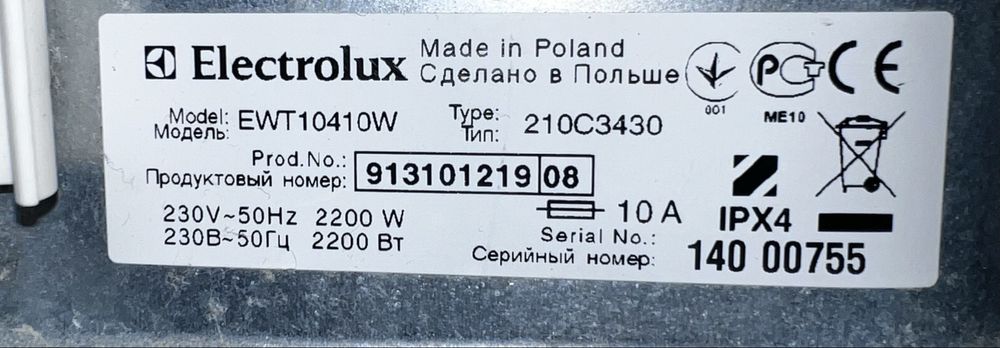 Electrolux
Made in Poland
Сделано в Польше
001
ME10
Model: EWT10410W
Модель:
Type: 210C3430
Тип:
Prod.No.: 913101219 08
Продуктовый номер:
230V~50Hz 2200 W
230В~50Гц 2200 Вт
10 A
IPX4
Serial No.: 140 00755
Серийный номер: